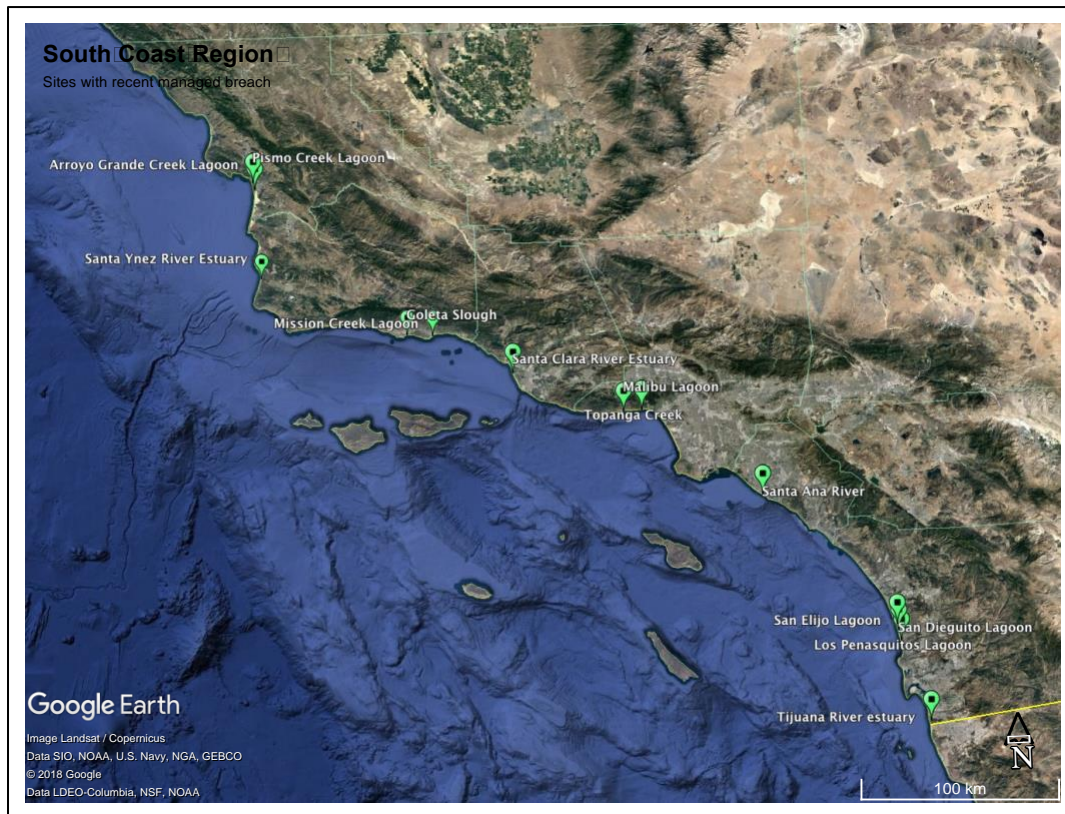 South Coast Region
Sites with recent managed breach
Pismo Creek Lagoon
Arroyo Grande Creek Lagoon
Santa Ynez River Estuary
Goleta Slough
Mission Creek Lagoon
Santa Clara River Estuary
Malibu Lagoon
Topanga Creek
Santa Ana River
San Elijo Lagoon
San Dieguito Lagoon
Los Penasquitos Lagoon
Tijuana River estuary
Google Earth
Image Landsat / Copernicus
Data SIO, NOAA, U.S. Navy, NGA, GEBCO
© 2018 Google
Data LDEO-Columbia, NSF, NOAA
N
100 km